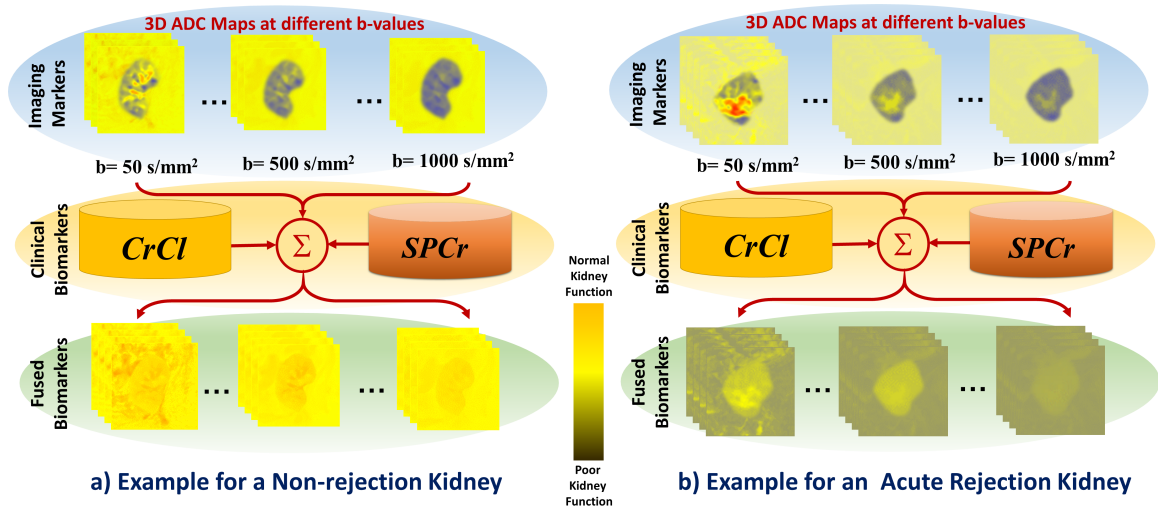 3D ADC Maps at different b-values
Imaging
Markers
... ...
b= 50 s/mm² b= 500 s/mm² b= 1000 s/mm²
Clinical
Biomarkers
CrCl
Σ
SPCr
Fused
Biomarkers
... ...
a) Example for a Non-rejection Kidney
Normal
Kidney
Function
Poor
Kidney
Function
3D ADC Maps at different b-values
Imaging
Markers
... ...
b= 50 s/mm² b= 500 s/mm² b= 1000 s/mm²
Clinical
Biomarkers
CrCl
Σ
SPCr
Fused
Biomarkers
... ...
b) Example for an Acute Rejection Kidney